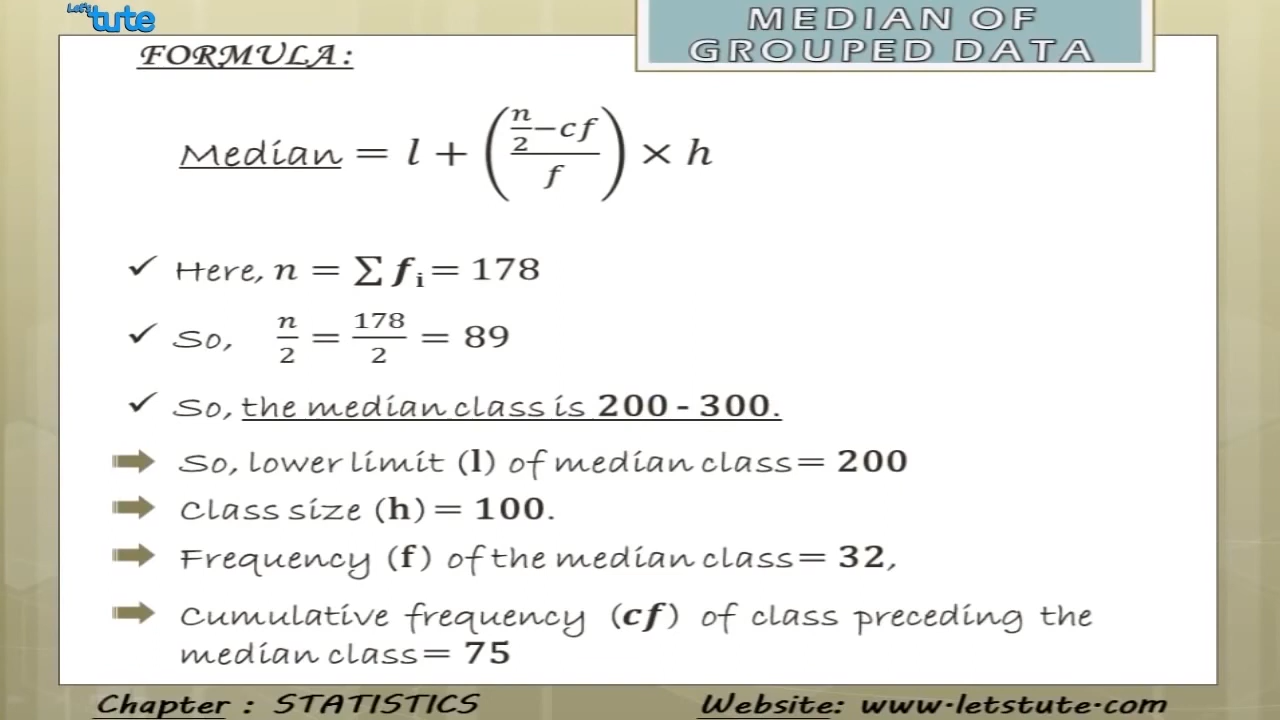 Let's tute
MEDIAN OF
GROUPED DATA
FORMULA:
Median = l + ((n/2 − cf)/f) × h
✓ Here, n = ∑ fᵢ = 178
✓ So, n/2 = 178/2 = 89
✓ So, the median class is 200 - 300.
So, lower limit (l) of median class = 200
Class size (h) = 100.
Frequency (f) of the median class = 32,
Cumulative frequency (cf) of class preceding the
median class = 75
Chapter : STATISTICS
Website: www.letstute.com